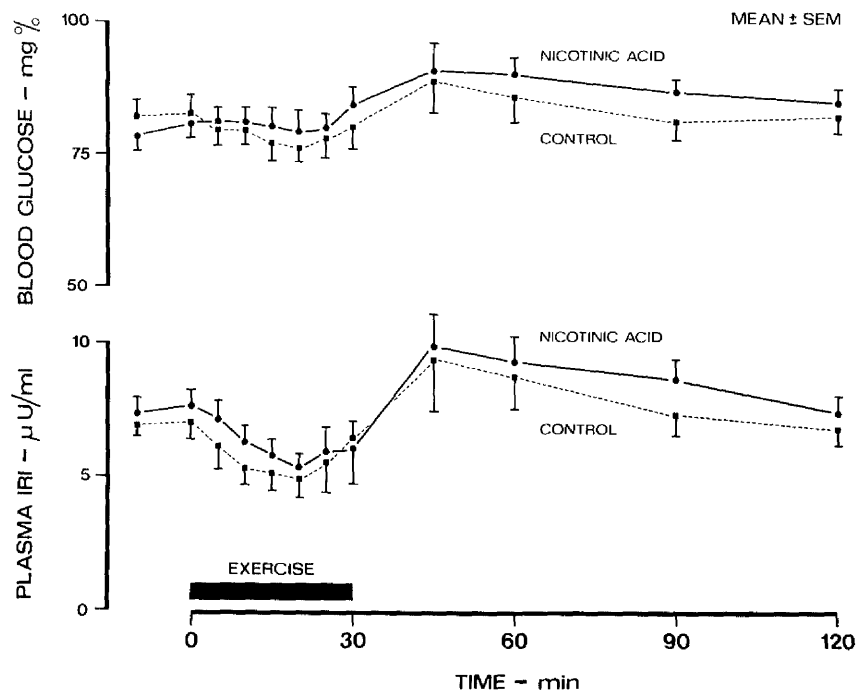 MEAN ± SEM
BLOOD GLUCOSE - mg %
100
75
50
NICOTINIC ACID
CONTROL
PLASMA IRI - μU/ml
10
5
0
NICOTINIC ACID
CONTROL
EXERCISE
0 30 60 90 120
TIME - min